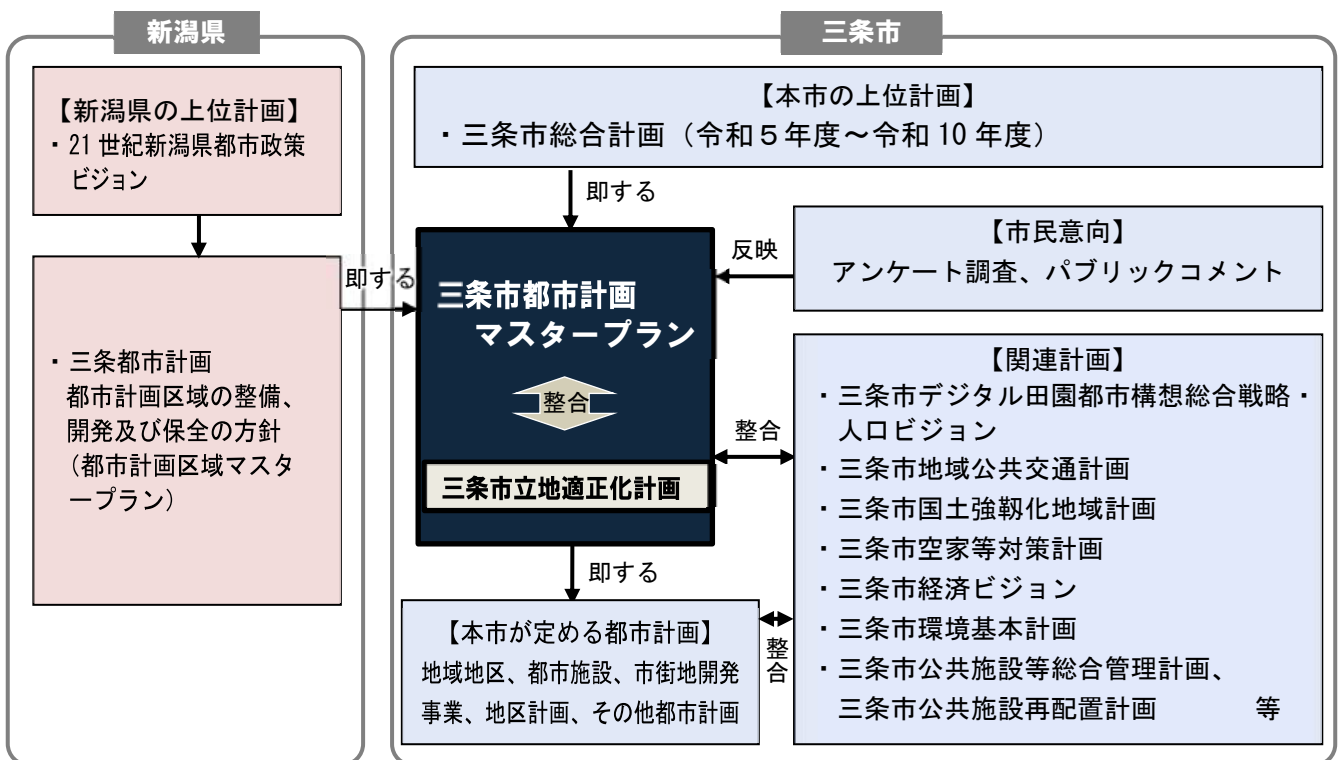 新潟県
【新潟県の上位計画】
・21世紀新潟県都市政策
ビジョン
即する
・三条都市計画
都市計画区域の整備、
開発及び保全の方針
（都市計画区域マスタ
ープラン）
三条市
【本市の上位計画】
・三条市総合計画（令和５年度～令和10年度）
即する
三条市都市計画
マスタープラン
整合
三条市立地適正化計画
反映
【市民意向】
アンケート調査、パブリックコメント
整合
【関連計画】
・三条市デジタル田園都市構想総合戦略・
人口ビジョン
・三条市地域公共交通計画
・三条市国土強靱化地域計画
・三条市空家等対策計画
・三条市経済ビジョン
・三条市環境基本計画
・三条市公共施設等総合管理計画、
三条市公共施設再配置計画　等
即する
【本市が定める都市計画】
地域地区、都市施設、市街地開発
事業、地区計画、その他都市計画
整合